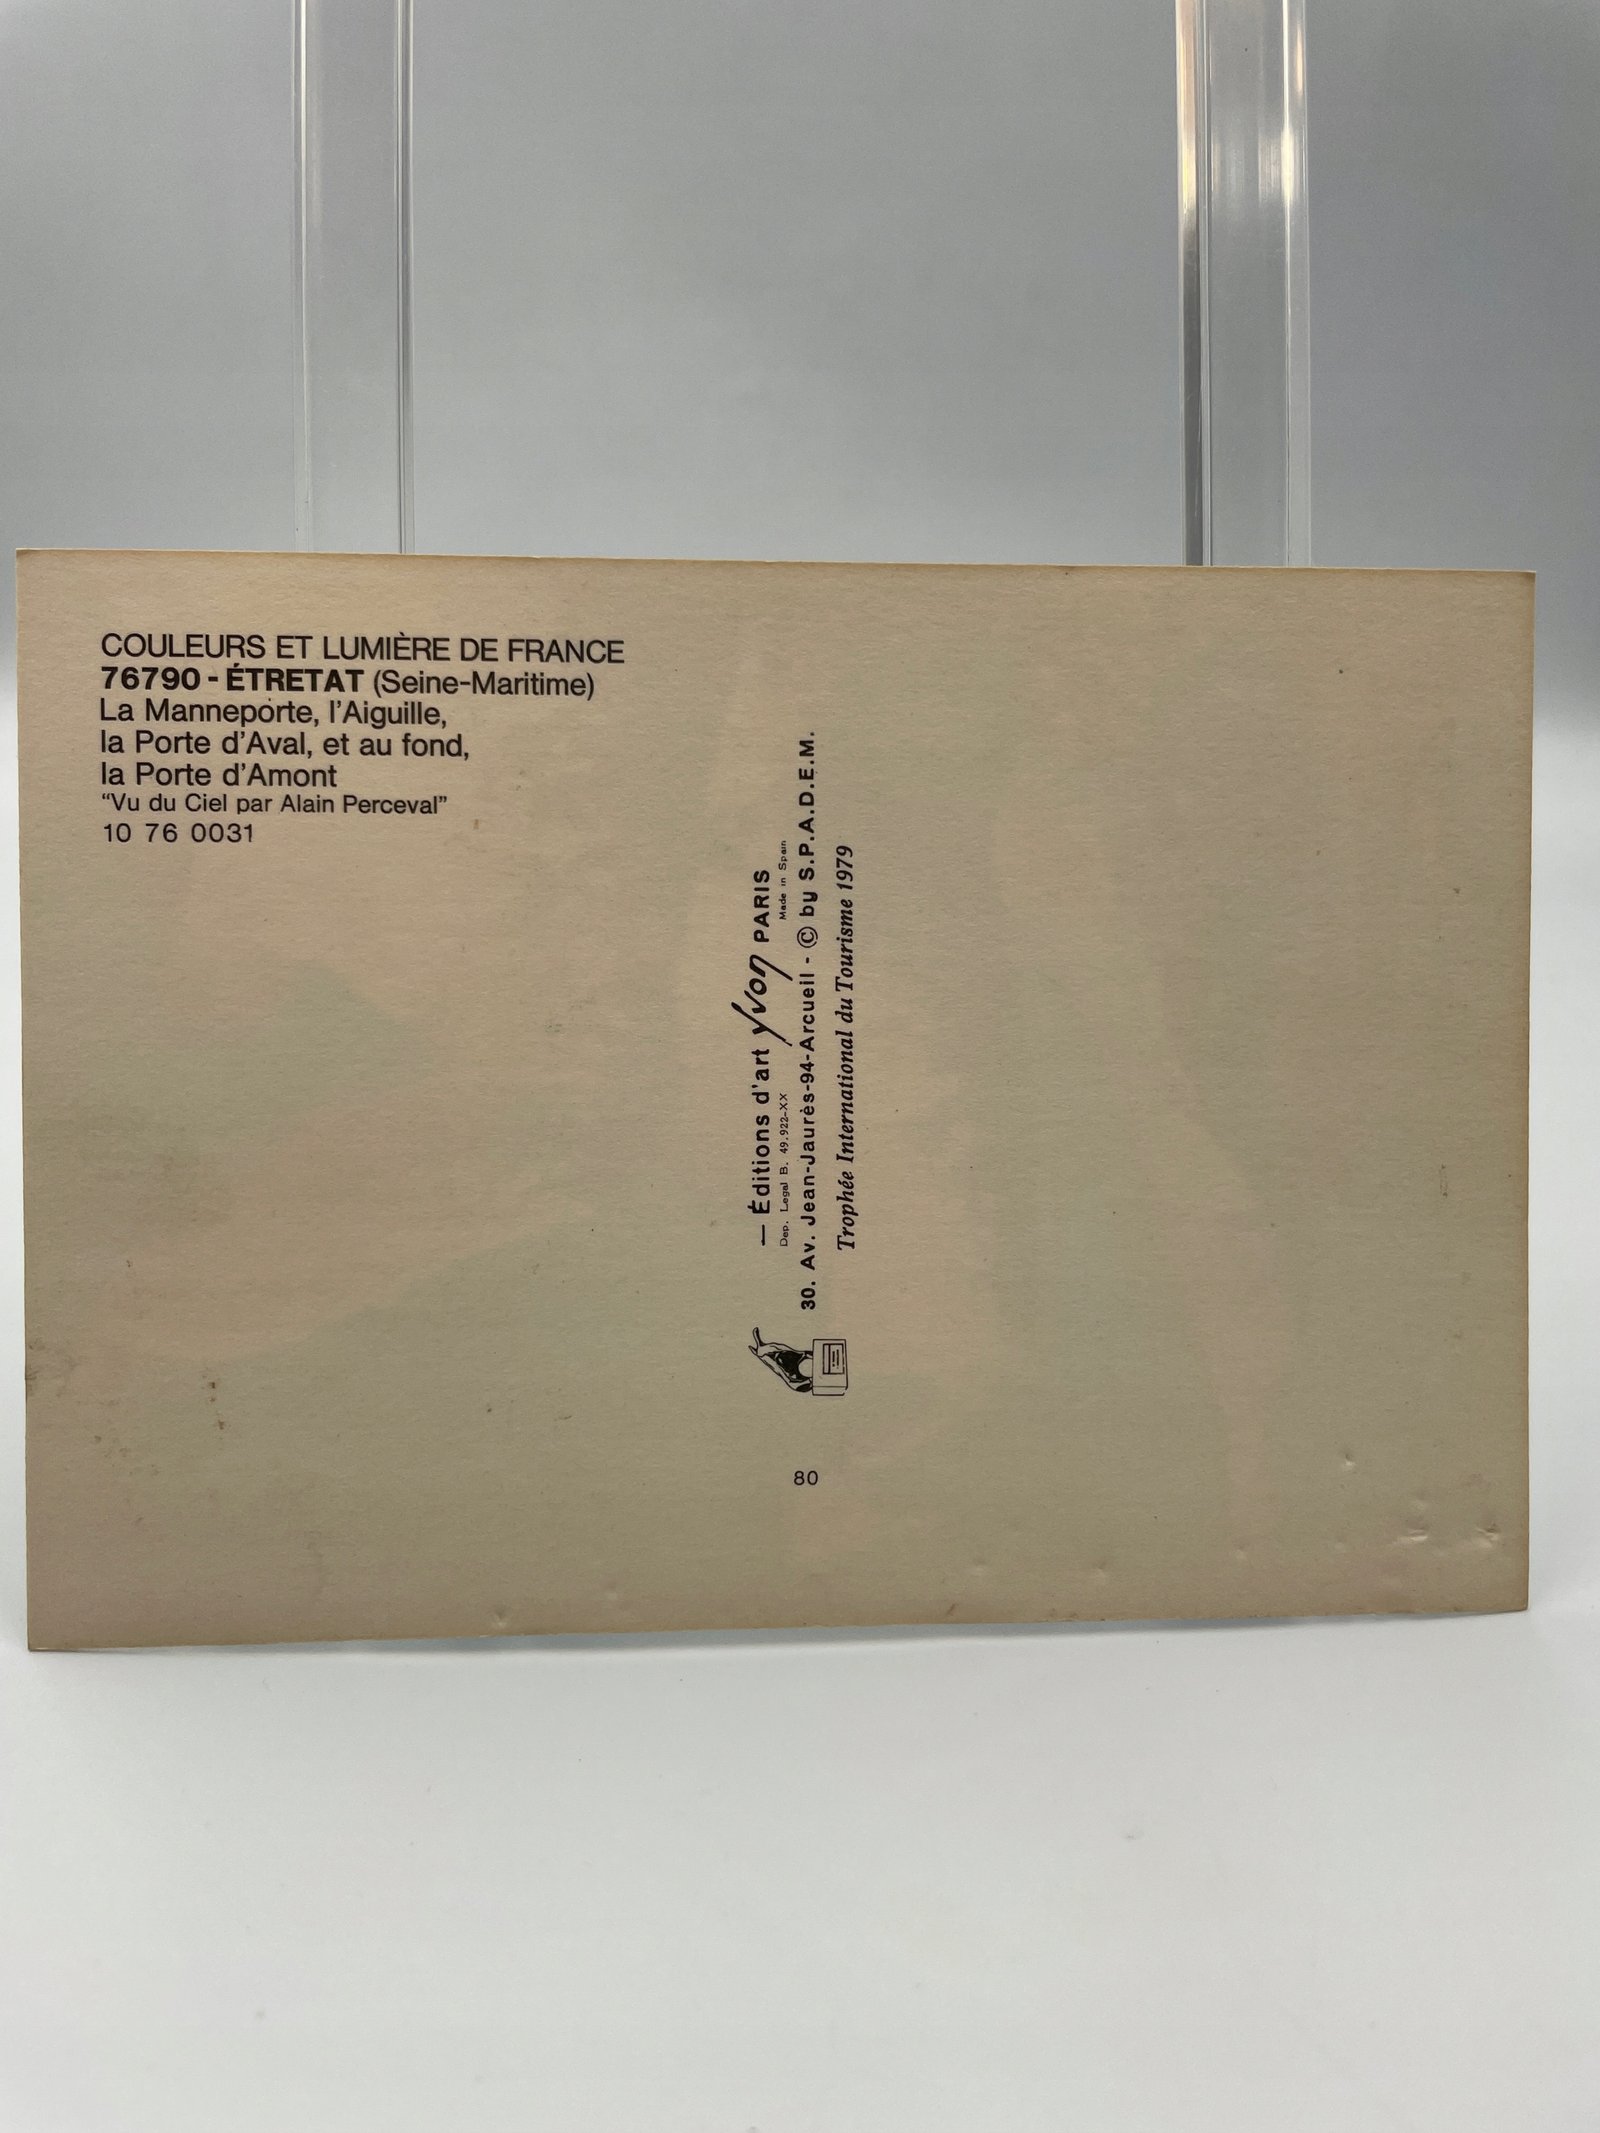 COULEURS ET LUMIÈRE DE FRANCE
76790 - ÉTRETAT (Seine-Maritime)
La Manneporte, l'Aiguille,
la Porte d'Aval, et au fond,
la Porte d'Amont
“Vu du Ciel par Alain Perceval”
10 76 0031
— Éditions d'art yvon PARIS
Dep. Legal B. 49.922-XX Made in Spain
30. Av. Jean-Jaurès-94-Arcueil - © by S.P.A.D.E.M.
Trophée International du Tourisme 1979
80